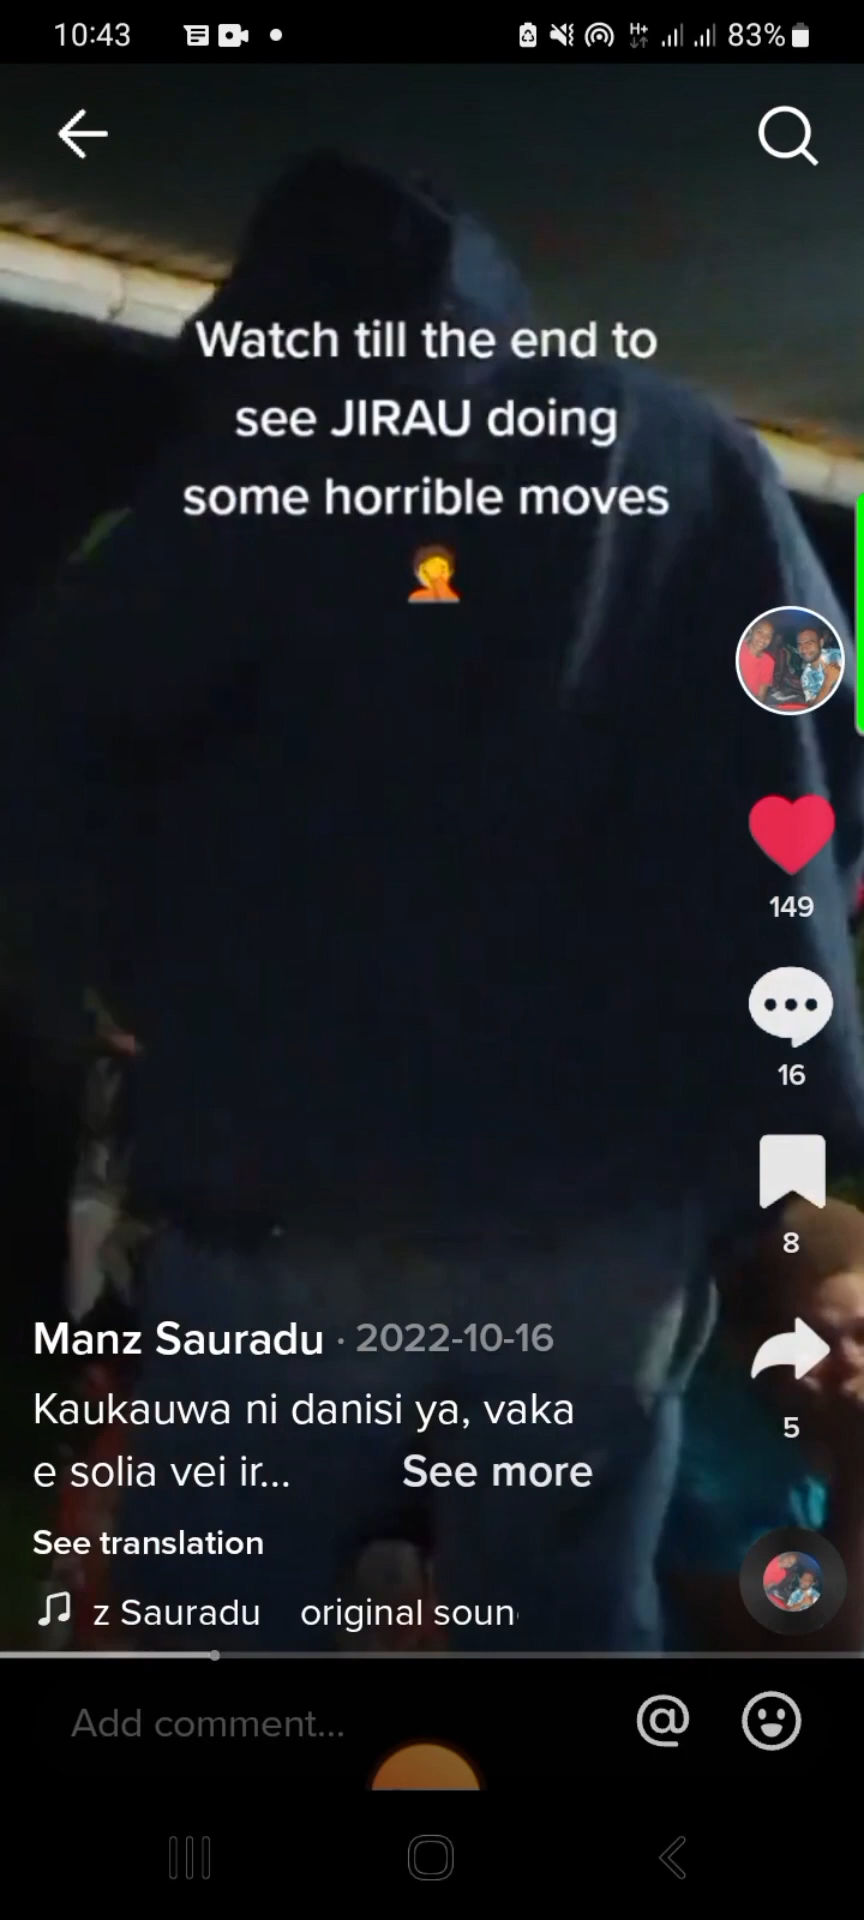 10:43
H+
83%
Watch till the end to
see JIRAU doing
some horrible moves
149
16
8
5
Manz Sauradu · 2022-10-16
Kaukauwa ni danisi ya, vaka
e solia vei ir... See more
See translation
z Sauradu original soun
Add comment...